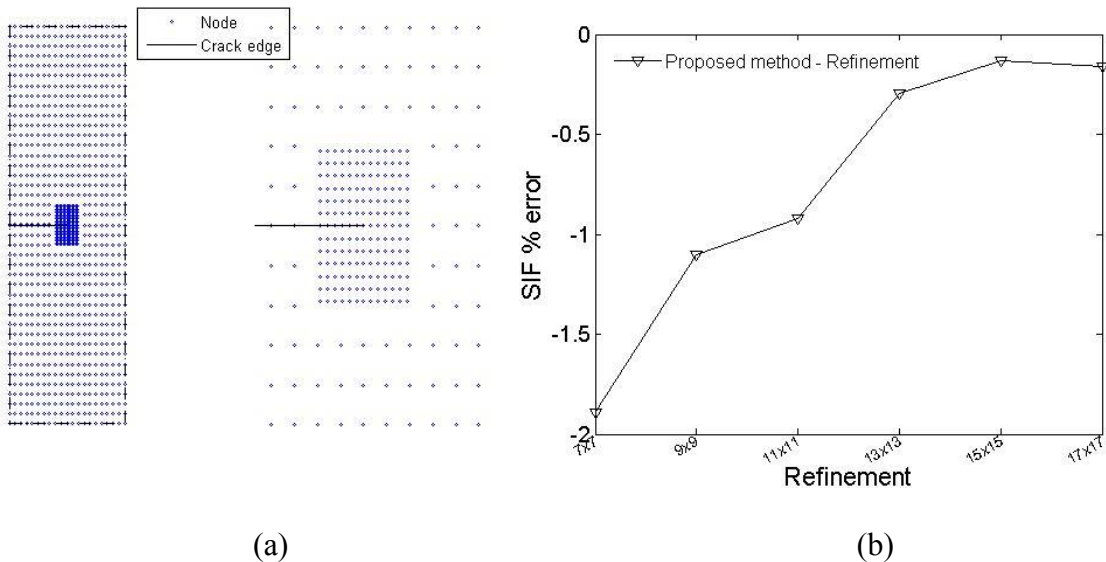 Node
Crack edge
(a)
Proposed method - Refinement
SIF % error
0
-0.5
-1
-1.5
-2
7x7
9x9
11x11
13x13
15x15
17x17
Refinement
(b)